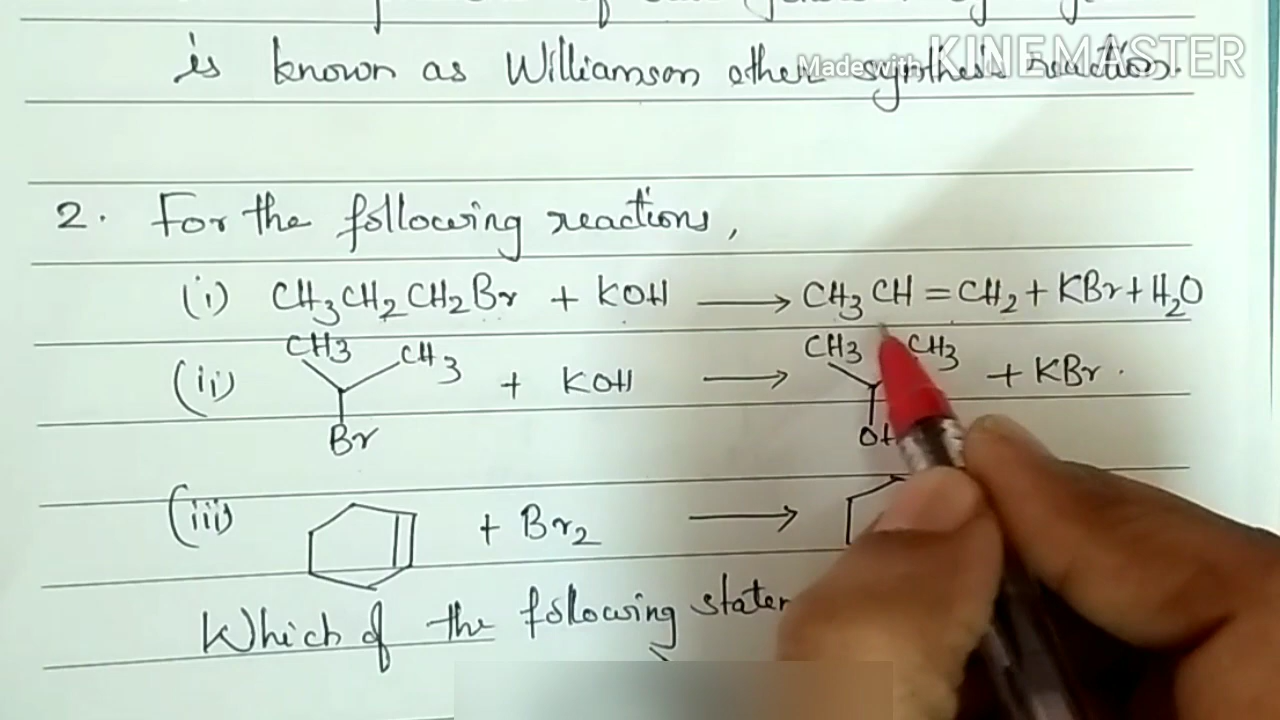 is known as Williamson ether synthesis reaction.
Made with KINEMASTER
2. For the following reactions,
(i) CH3CH2CH2Br + KOH → CH3CH=CH2 + KBr + H2O
CH3 CH3 CH3 CH3
(ii) + KOH → + KBr.
Br
(iii) + Br2 →
Which of the following